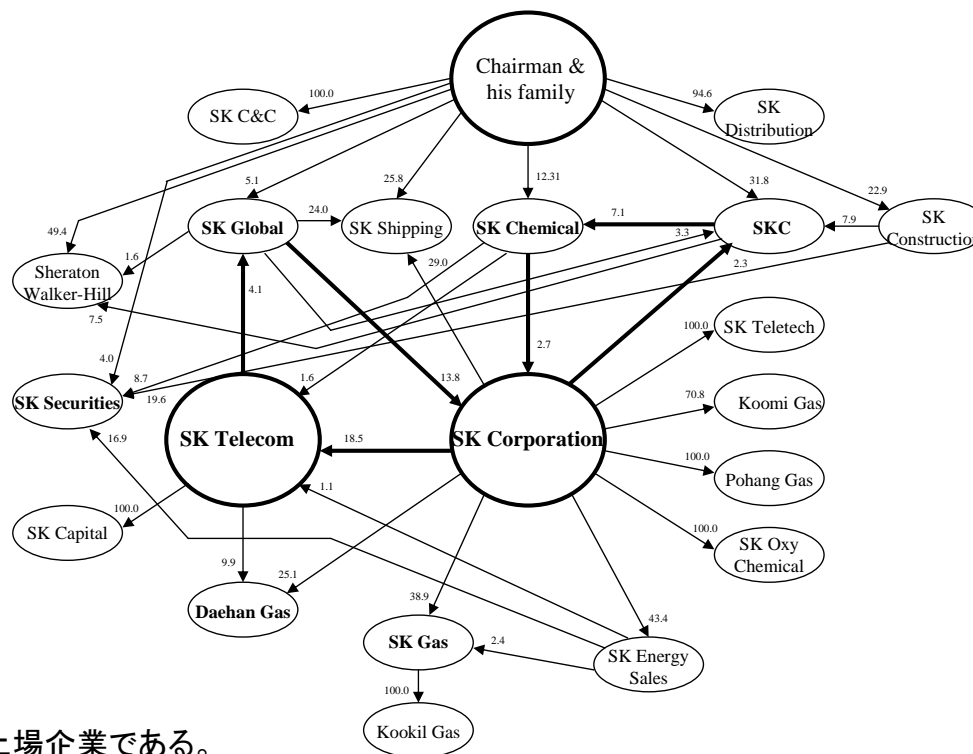 Chairman &
his family
100.0
94.6
SK C&C
SK
Distribution
5.1
25.8
12.31
31.8
22.9
SK Global
24.0
SK Shipping
SK Chemical
7.1
SKC
7.9
SK
Construction
49.4
1.6
3.3
2.3
Sheraton
Walker-Hill
29.0
4.1
7.5
100.0
SK Teletech
4.0
2.7
8.7
1.6
13.8
70.8
Koomi Gas
SK Securities
19.6
SK Telecom
18.5
SK Corporation
16.9
100.0
Pohang Gas
1.1
SK Capital
100.0
100.0
SK Oxy
Chemical
9.9
25.1
Daehan Gas
38.9
43.4
SK Gas
2.4
SK Energy
Sales
100.0
Kookil Gas
上場企業である。